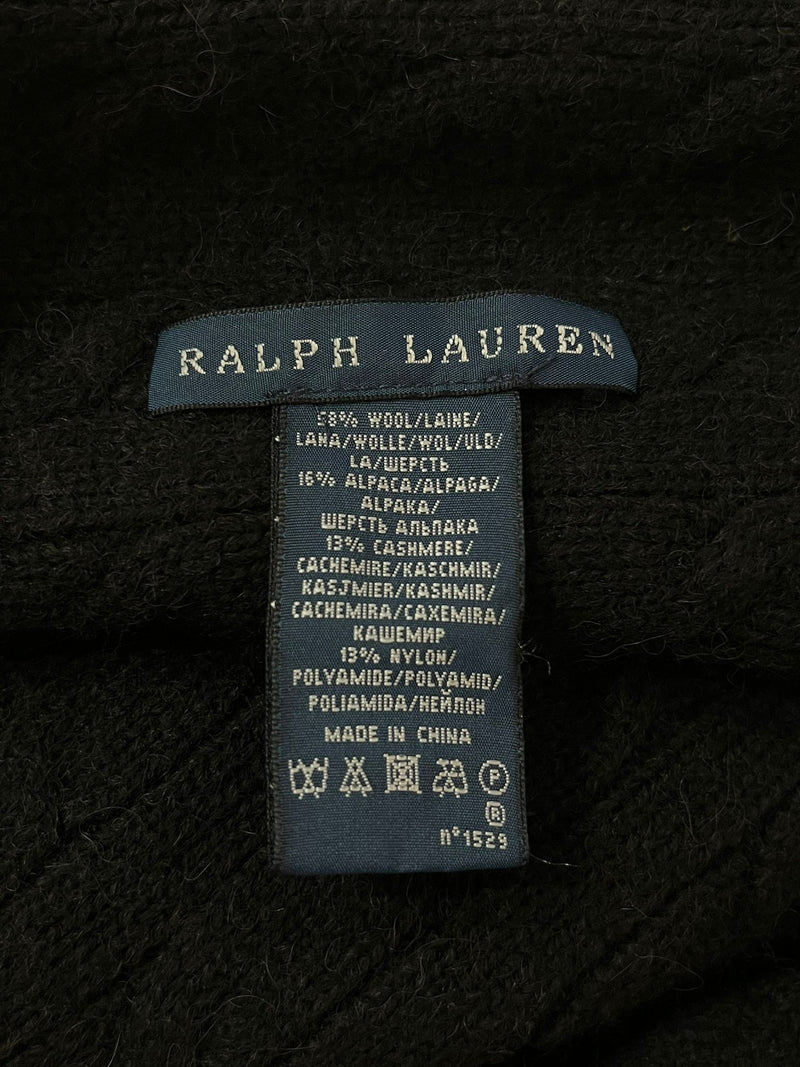 RALPH LAUREN
58% WOOL/LAINE/
LANA/WOLLE/WOL/ULD/
LA/ШЕРСТЬ
16% ALPACA/ALPAGA/
ALPAKA/
ШЕРСТЬ АЛЬПАКА
13% CASHMERE/
CACHEMIRE/KASCHMIR/
KASJMIER/KASHMIR/
CACHEMIRA/CAXEMIRA/
КАШЕМИР
13% NYLON/
POLYAMIDE/POLYAMID/
POLIAMIDA/НЕЙЛОН
MADE IN CHINA
P
®
n°1529